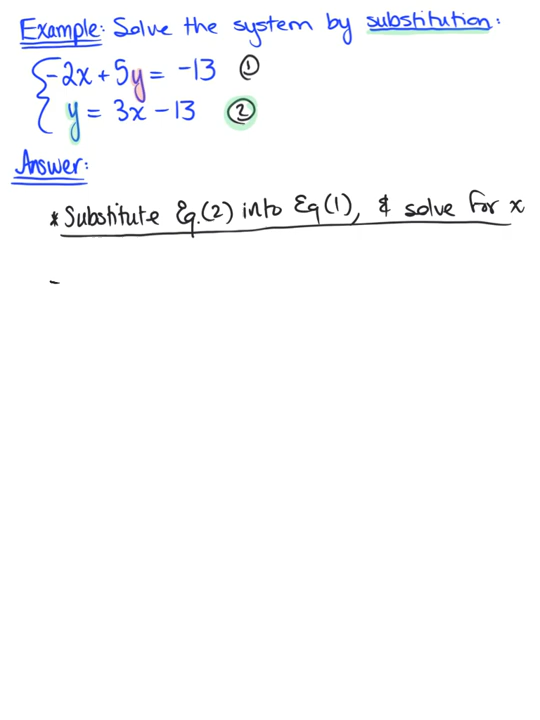 Example: Solve the system by substitution:
-2x + 5y = -13 ①
y = 3x - 13 ②
Answer:
* Substitute Eq.(2) into Eq(1), & solve for x
-